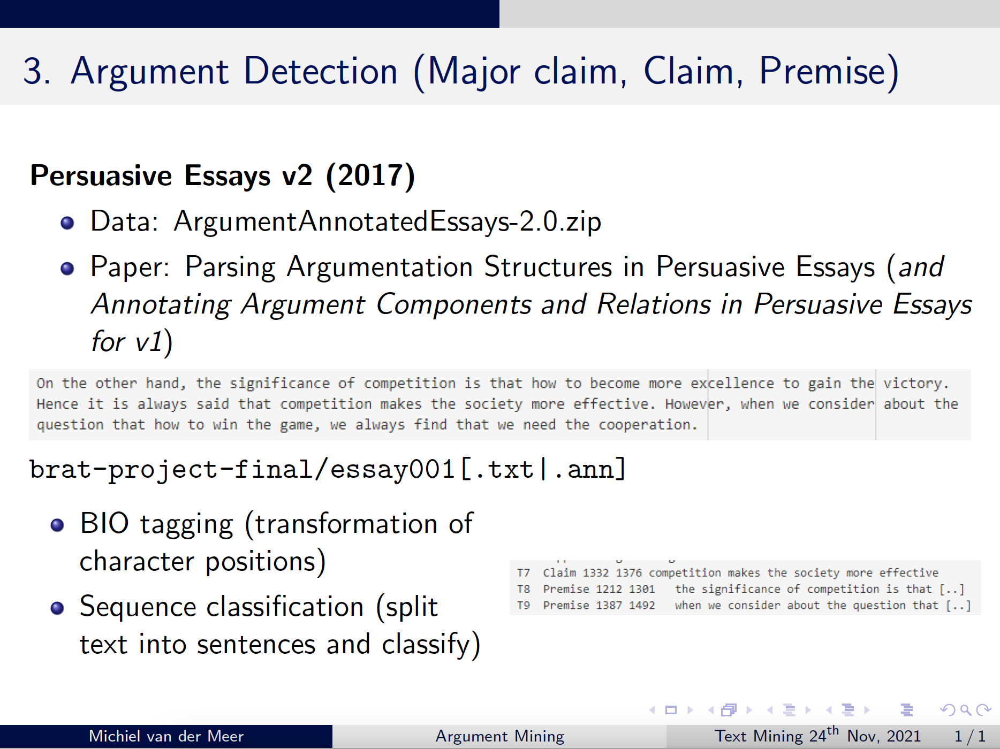 3. Argument Detection (Major claim, Claim, Premise)
Persuasive Essays v2 (2017)
Data: ArgumentAnnotatedEssays-2.0.zip
Paper: Parsing Argumentation Structures in Persuasive Essays (and
Annotating Argument Components and Relations in Persuasive Essays
for v1)
On the other hand, the significance of competition is that how to become more excellence to gain the victory.
Hence it is always said that competition makes the society more effective. However, when we consider about the
question that how to win the game, we always find that we need the cooperation.
brat-project-final/essay001[.txt|.ann]
BIO tagging (transformation of
character positions)
Sequence classification (split
text into sentences and classify)
T7 Claim 1332 1376 competition makes the society more effective
T8 Premise 1212 1301 the significance of competition is that [..]
T9 Premise 1387 1492 when we consider about the question that [..]
Michiel van der Meer
Argument Mining
Text Mining 24th Nov, 2021
1 / 1